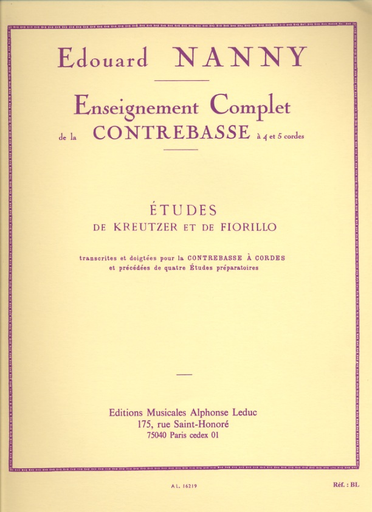 Edouard NANNY
Enseignement Complet
de la CONTREBASSE à 4 et 5 cordes
ÉTUDES
DE KREUTZER ET DE FIORILLO
transcrites et doigtées pour la CONTREBASSE À CORDES
et précédées de quatre Études préparatoires
Editions Musicales Alphonse Leduc
175, rue Saint-Honoré
75040 Paris cedex 01
A.L. 16219
Réf. : BL